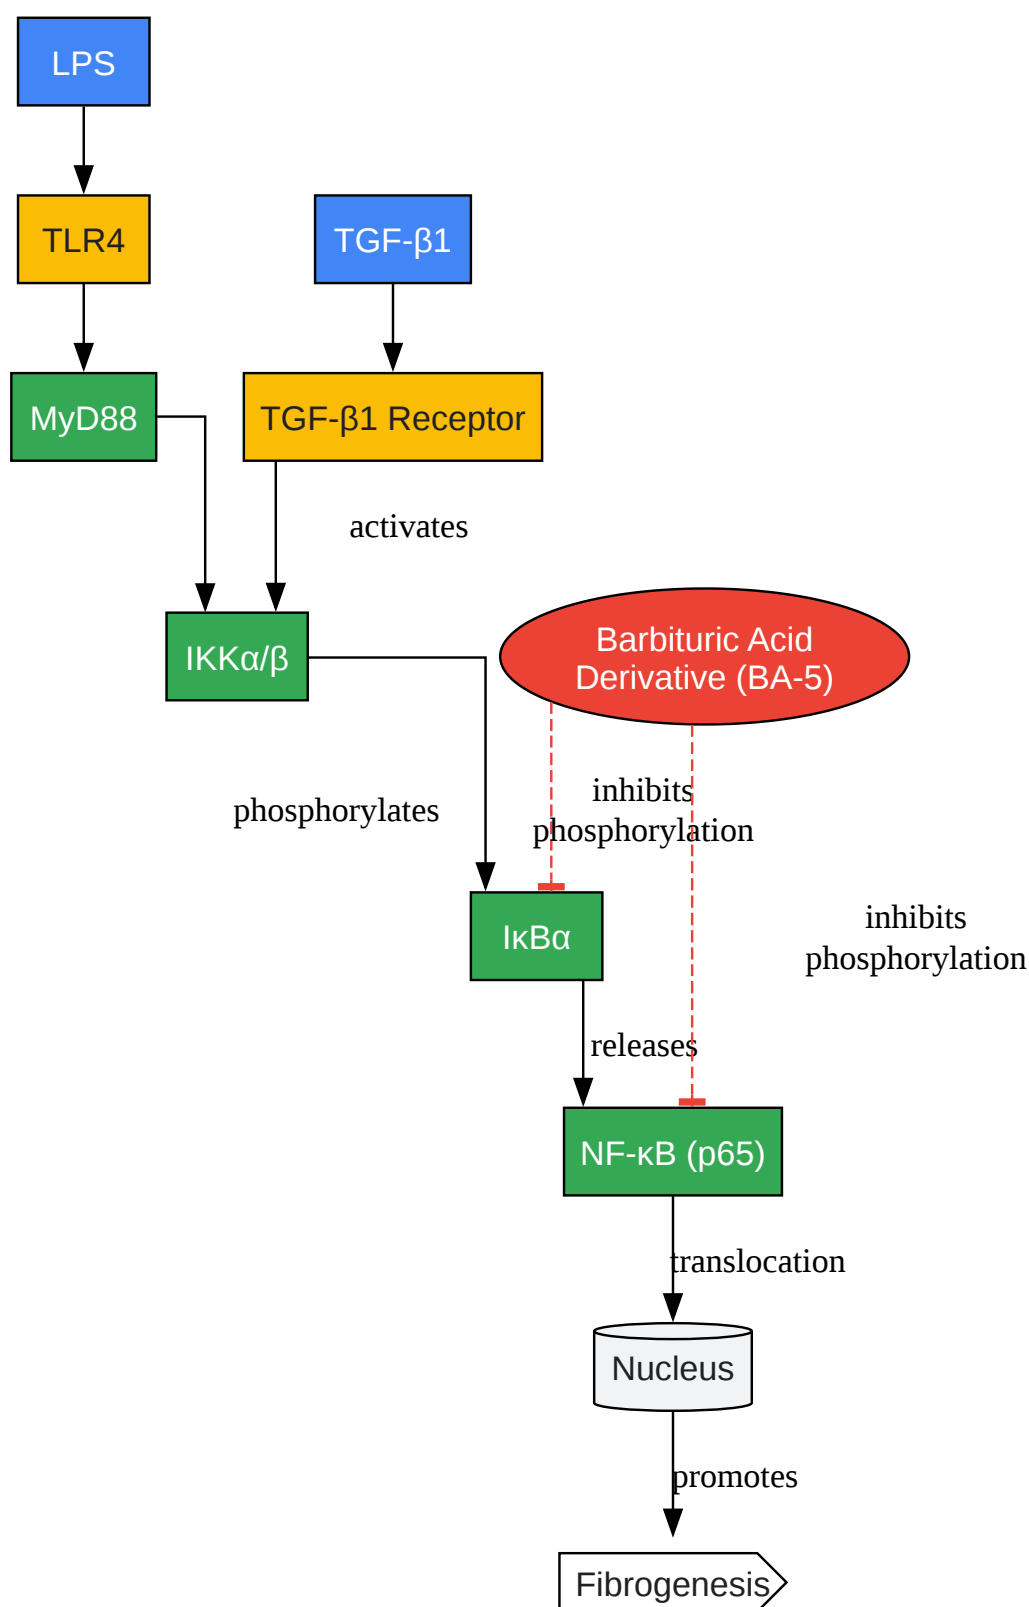 LPS
TLR4
TGF-β1
MyD88
TGF-β1 Receptor
activates
IKKα/β
Barbituric Acid
Derivative (BA-5)
phosphorylates
inhibits
phosphorylation
inhibits
phosphorylation
IκBα
releases
NF-κB (p65)
translocation
Nucleus
promotes
Fibrogenesis